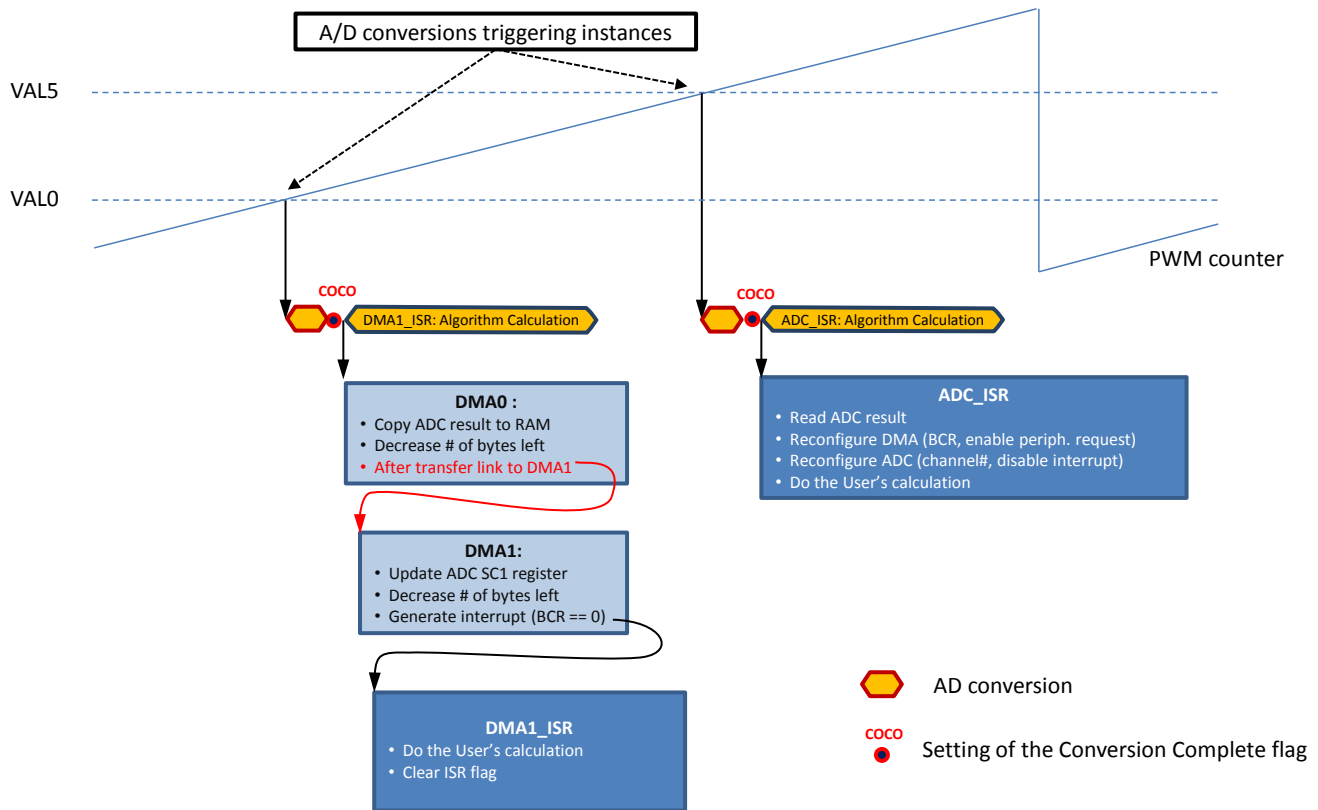 A/D conversions triggering instances
VAL5
VAL0
PWM counter
COCO
COCO
DMA1_ISR: Algorithm Calculation
ADC_ISR: Algorithm Calculation
DMA0 :
• Copy ADC result to RAM
• Decrease # of bytes left
• After transfer link to DMA1
ADC_ISR
• Read ADC result
• Reconfigure DMA (BCR, enable periph. request)
• Reconfigure ADC (channel#, disable interrupt)
• Do the User's calculation
DMA1:
• Update ADC SC1 register
• Decrease # of bytes left
• Generate interrupt (BCR == 0)
DMA1_ISR
• Do the User's calculation
• Clear ISR flag
AD conversion
COCO
Setting of the Conversion Complete flag